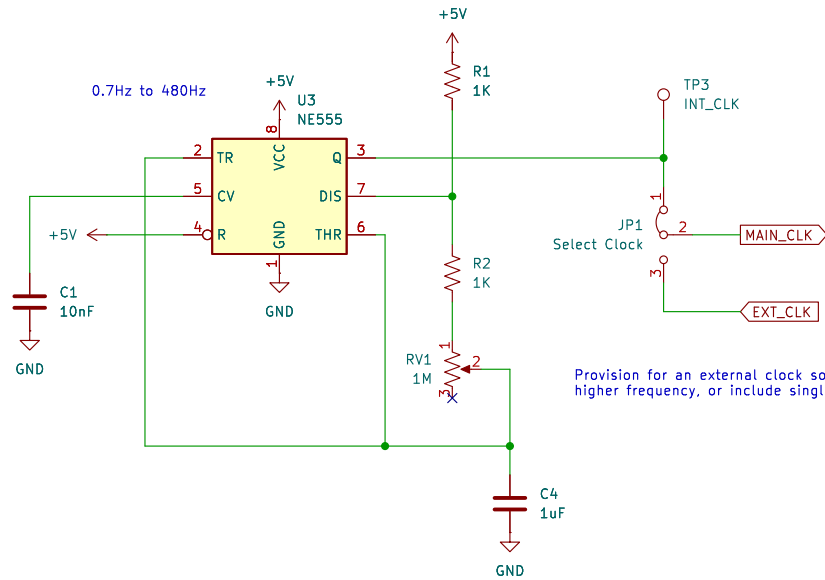 +5V
R1
1K
0.7Hz to 480Hz
+5V
U3
NE555
TP3
INT_CLK
8
VCC
2
TR
Q
3
5
CV
DIS
7
+5V
4
R
GND
THR
6
1
GND
1
JP1
Select Clock
2
MAIN_CLK
3
EXT_CLK
C1
10nF
GND
R2
1K
RV1
1M
1
2
3
Provision for an external clock so
higher frequency, or include singl
C4
1uF
GND